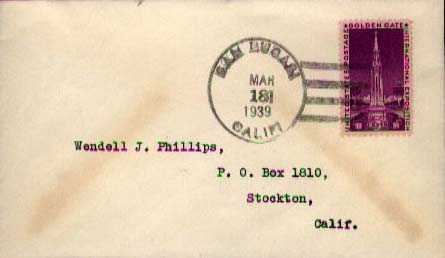 SAN LUCAS
MAR
18
1939
CALIF
UNITED STATES POSTAGE
GOLDEN GATE
INTERNATIONAL EXPOSITION
3¢
Wendell J. Phillips,
P. O. Box 1810,
Stockton,
Calif.